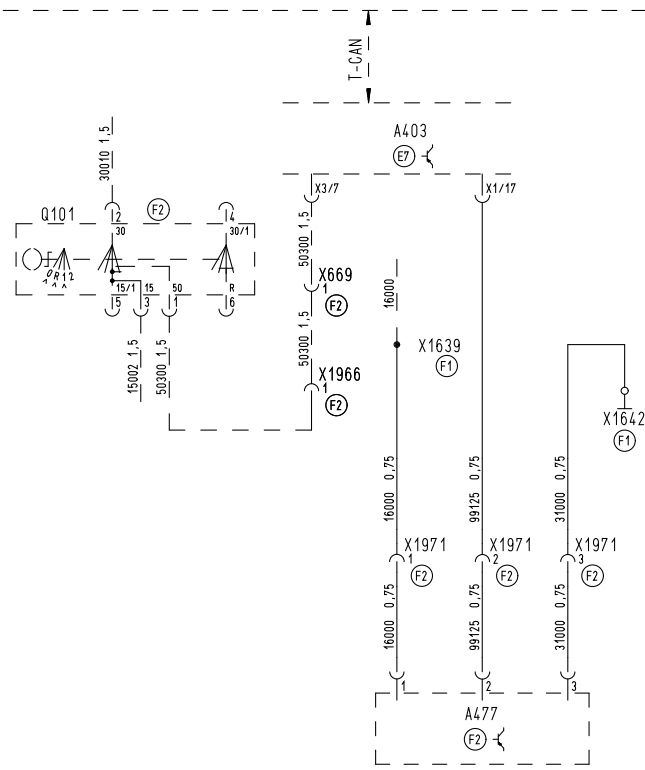 T-CAN
A403
E7
X3/7
X1/17
30010 1,5
Q101
2
F2
4
30
30/1
0 R 1 2
15/1
15
50
R
5
3
1
6
15002 1,5
50300 1,5
50300 1,5
X669
1
F2
50300 1,5
X1966
1
F2
16000
X1639
F1
X1642
F1
16000 0,75
99125 0,75
31000 0,75
X1971
1
F2
X1971
2
F2
X1971
3
F2
16000 0,75
99125 0,75
31000 0,75
1
2
3
A477
F2